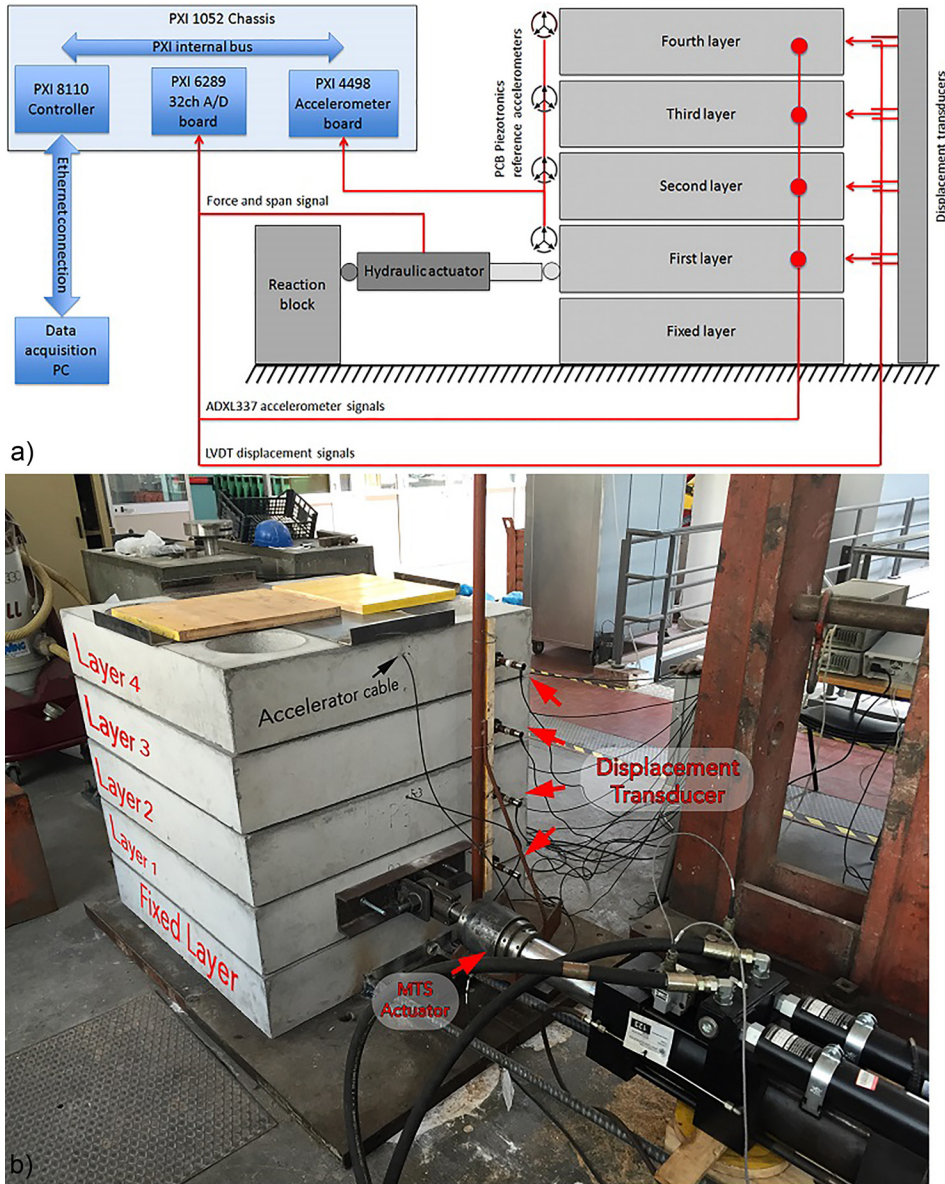 PXI 1052 Chassis
PXI internal bus
PXI 8110
Controller
PXI 6289
32ch A/D
board
PXI 4498
Accelerometer
board
Ethernet connection
Data
acquisition
PC
Force and span signal
Reaction
block
Hydraulic actuator
PCB Piezotronics
reference accelerometers
Fourth layer
Third layer
Second layer
First layer
Fixed layer
Displacement transducers
ADXL337 accelerometer signals
LVDT displacement signals
a)
Layer 4
Layer 3
Layer 2
Layer 1
Fixed Layer
Accelerator cable
Displacement
Transducer
MTS
Actuator
b)